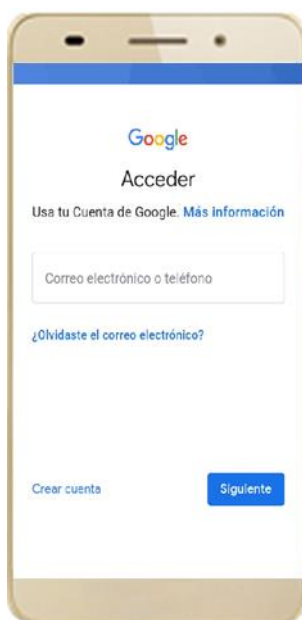 Google
Acceder
Usa tu Cuenta de Google. Más información
Correo electrónico o teléfono
¿Olvidaste el correo electrónico?
Crear cuenta
Siguiente